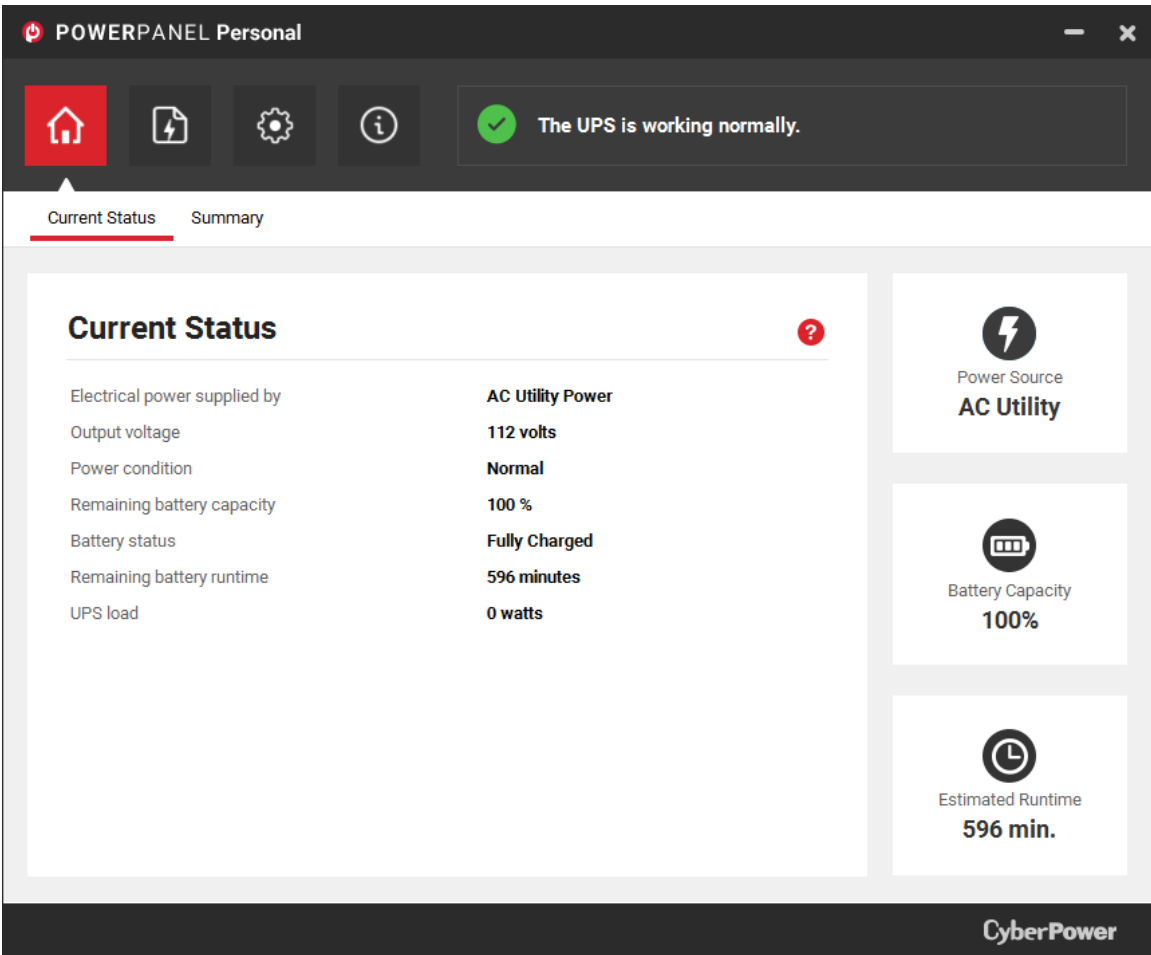 POWERPANEL Personal
The UPS is working normally.
Current Status Summary
Current Status
?
Electrical power supplied by AC Utility Power
Output voltage 112 volts
Power condition Normal
Remaining battery capacity 100 %
Battery status Fully Charged
Remaining battery runtime 596 minutes
UPS load 0 watts
Power Source
AC Utility
Battery Capacity
100%
Estimated Runtime
596 min.
CyberPower